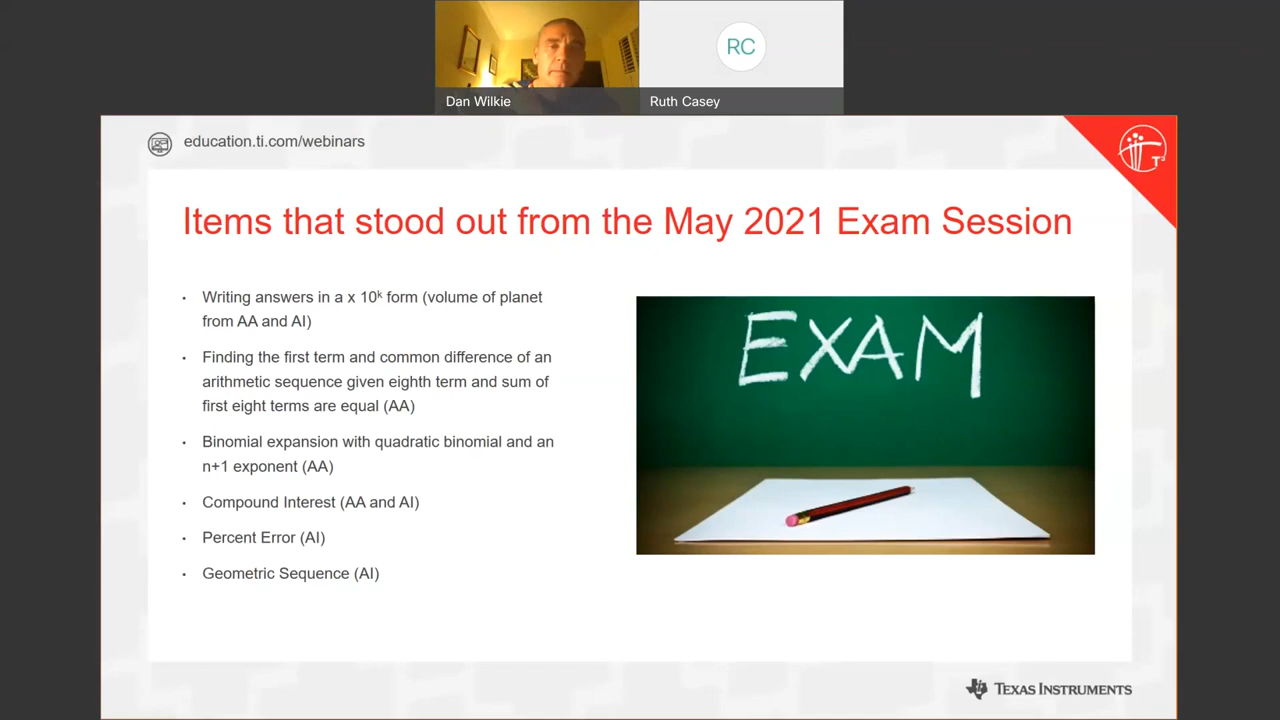 RC
Dan Wilkie
Ruth Casey
education.ti.com/webinars
T³
Items that stood out from the May 2021 Exam Session
• Writing answers in a x 10ᵏ form (volume of planet
from AA and AI)
• Finding the first term and common difference of an
arithmetic sequence given eighth term and sum of
first eight terms are equal (AA)
• Binomial expansion with quadratic binomial and an
n+1 exponent (AA)
• Compound Interest (AA and AI)
• Percent Error (AI)
• Geometric Sequence (AI)
EXAM
TEXAS INSTRUMENTS